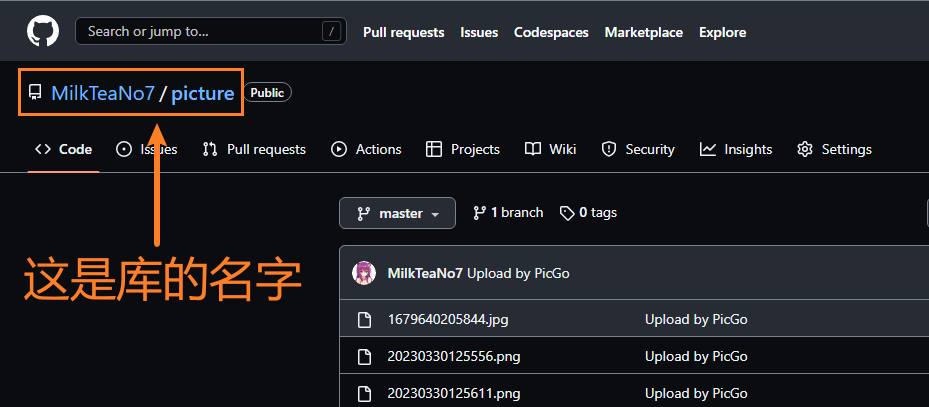 Search or jump to... /
Pull requests Issues Codespaces Marketplace Explore
MilkTeaNo7 / picture Public
Code Issues Pull requests Actions Projects Wiki Security Insights Settings
master 1 branch 0 tags
这是库的名字
MilkTeaNo7 Upload by PicGo
1679640205844.jpg Upload by PicGo
20230330125556.png Upload by PicGo
20230330125611.png Upload by PicGo